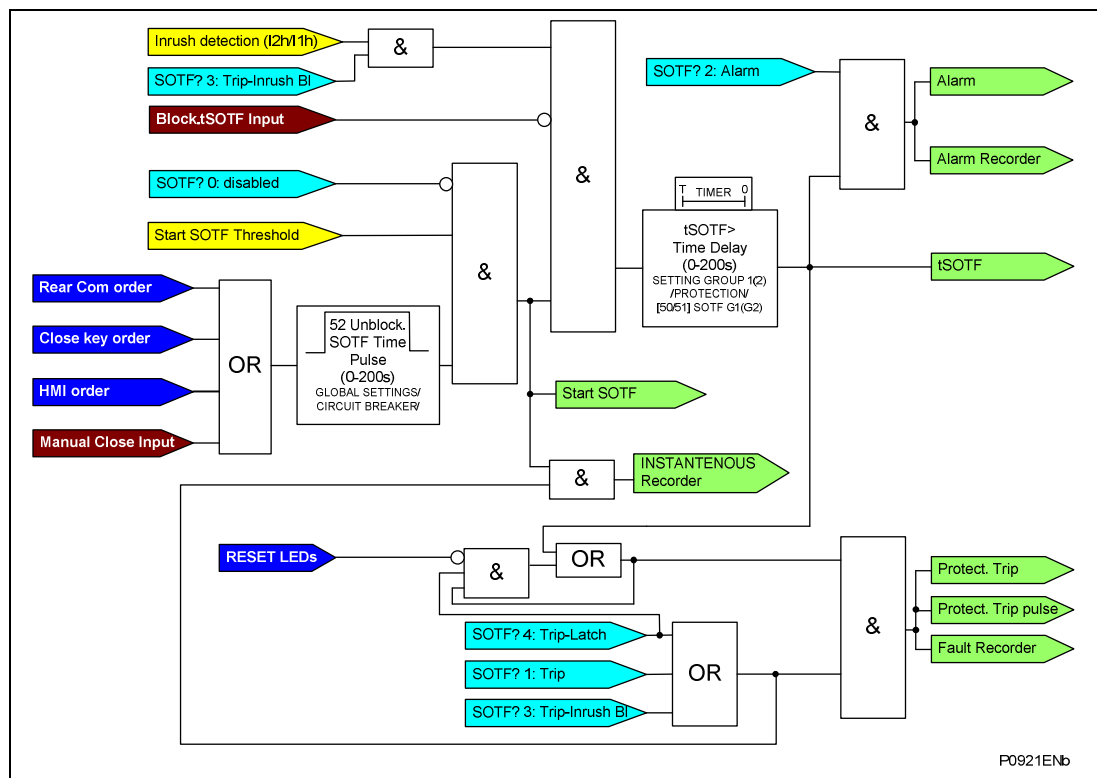 Inrush detection (I2h/I1h)
&
SOTF? 3: Trip-Inrush Bl
Block.tSOTF Input
SOTF? 0: disabled
Start SOTF Threshold
&
&
Rear Com order
Close key order
HMI order
Manual Close Input
OR
52 Unblock.
SOTF Time
Pulse
(0-200s)
GLOBAL SETTINGS/
CIRCUIT BREAKER/
T TIMER 0
tSOTF>
Time Delay
(0-200s)
SETTING GROUP 1(2)
/PROTECTION/
[50/51] SOTF G1(G2)
SOTF? 2: Alarm
&
Alarm
Alarm Recorder
tSOTF
Start SOTF
&
INSTANTENOUS
Recorder
RESET LEDs
&
OR
SOTF? 4: Trip-Latch
SOTF? 1: Trip
SOTF? 3: Trip-Inrush Bl
OR
&
Protect. Trip
Protect. Trip pulse
Fault Recorder
P0921ENb